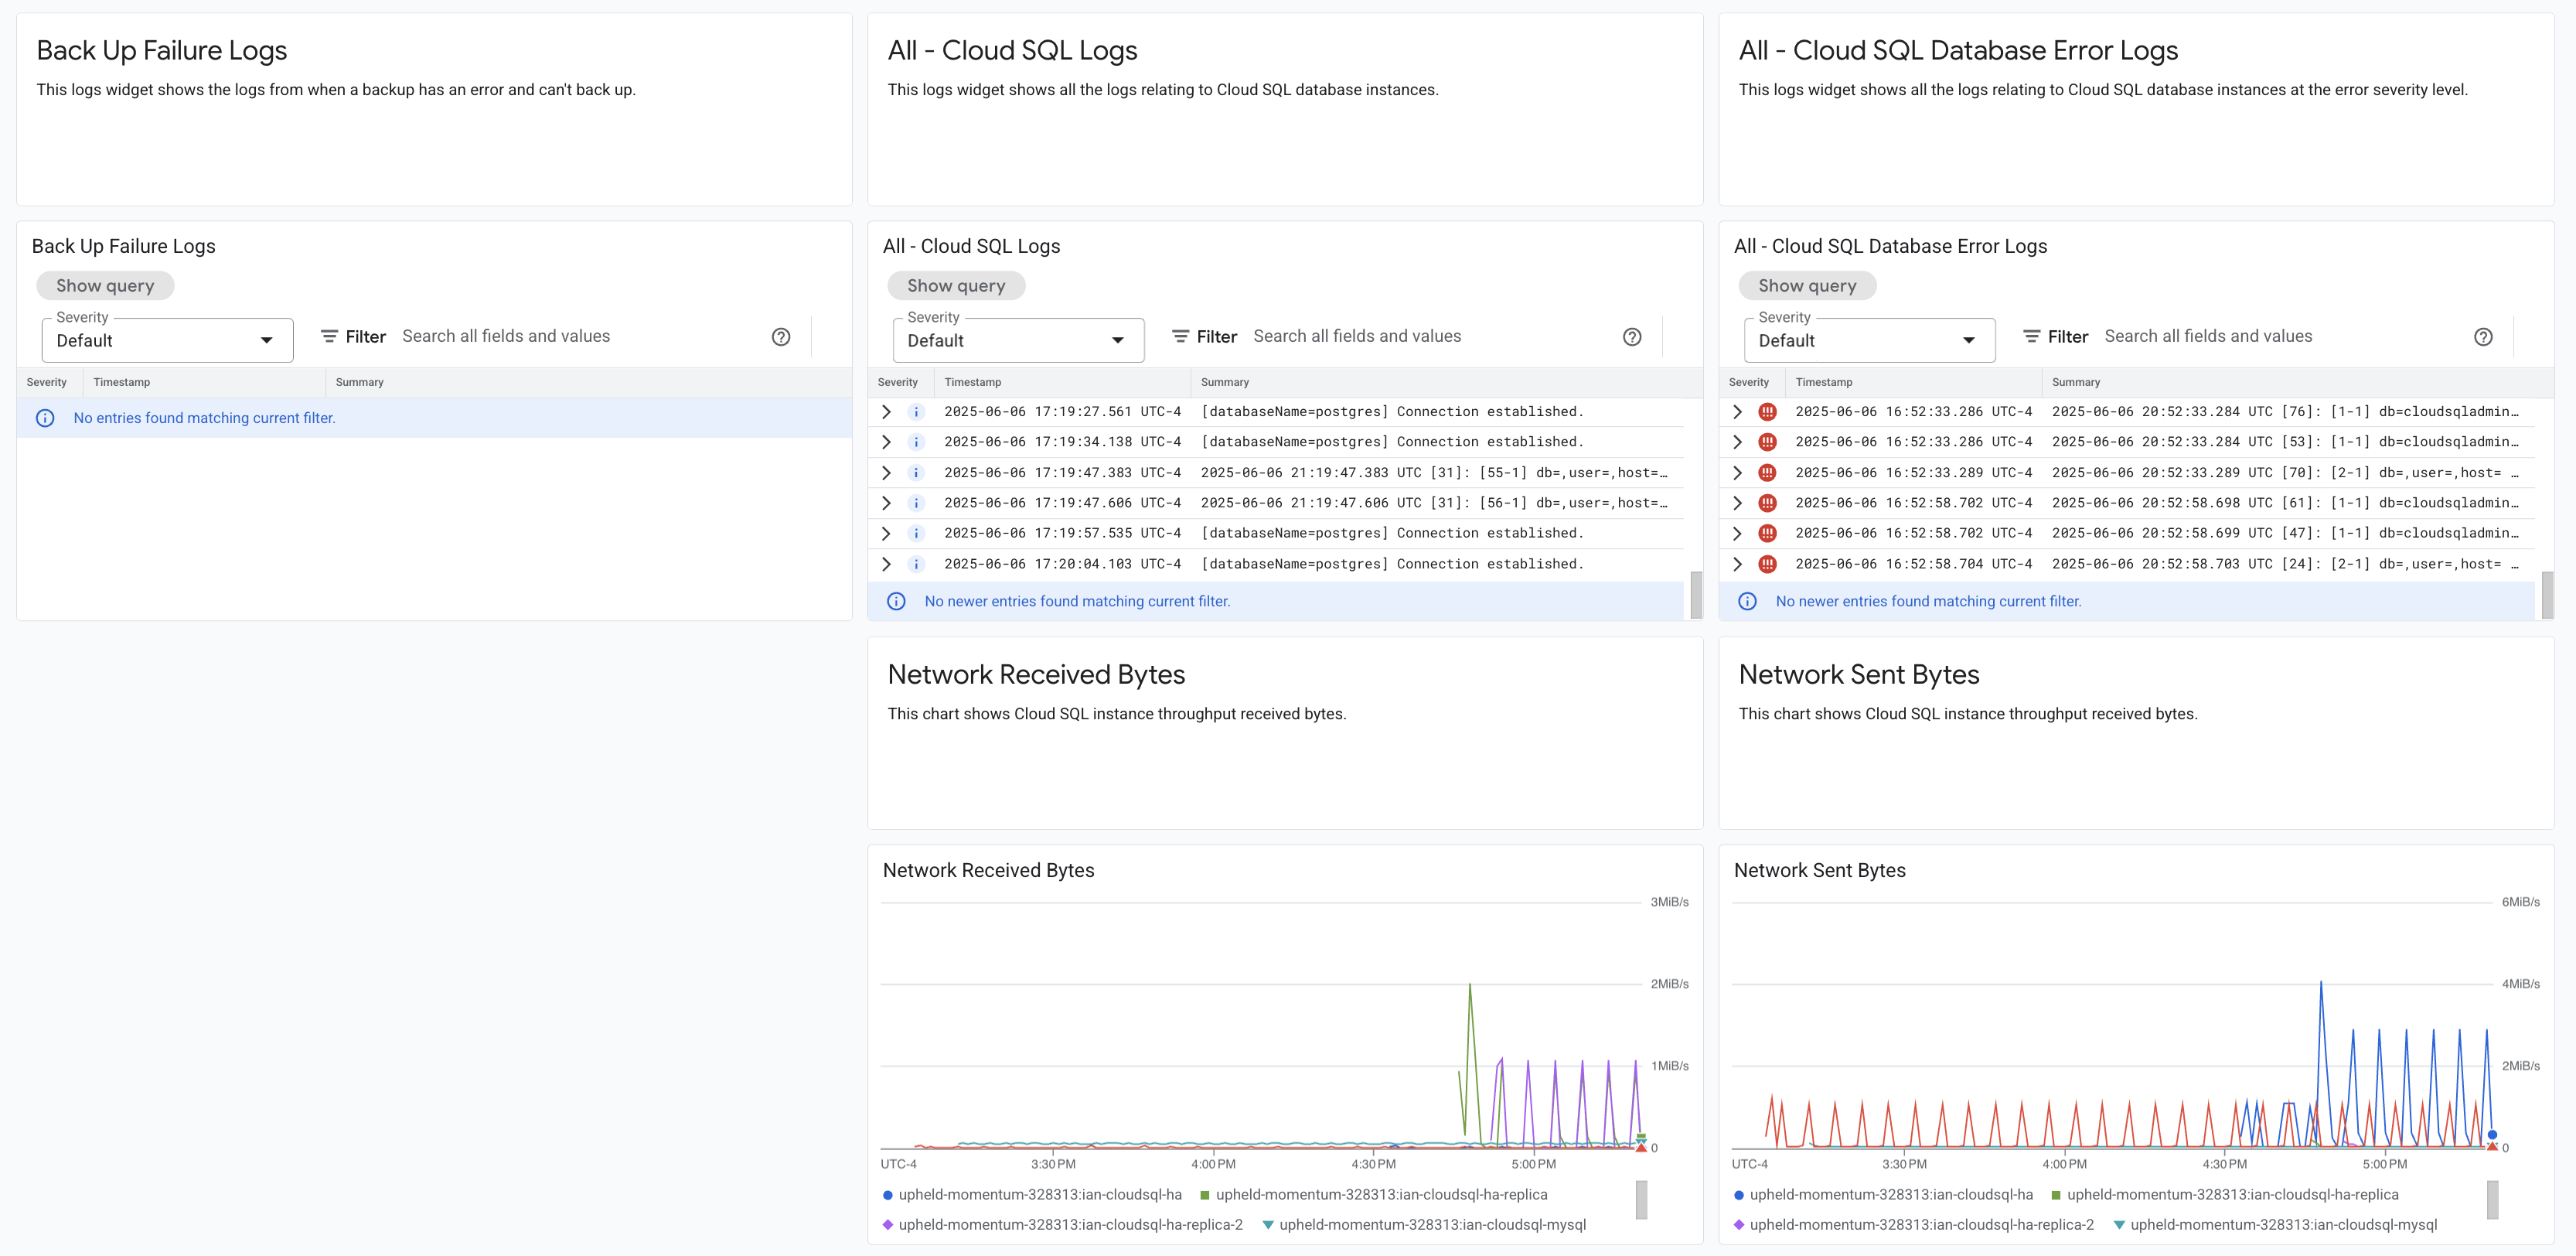 Back Up Failure Logs
This logs widget shows the logs from when a backup has an error and can't back up.
All - Cloud SQL Logs
This logs widget shows all the logs relating to Cloud SQL database instances.
All - Cloud SQL Database Error Logs
This logs widget shows all the logs relating to Cloud SQL database instances at the error severity level.
Back Up Failure Logs
Show query
Severity
Default
Filter Search all fields and values
Severity Timestamp Summary
No entries found matching current filter.
All - Cloud SQL Logs
Show query
Severity
Default
Filter Search all fields and values
Severity Timestamp Summary
2025-06-06 17:19:27.561 UTC-4 [databaseName=postgres] Connection established.
2025-06-06 17:19:34.138 UTC-4 [databaseName=postgres] Connection established.
2025-06-06 17:19:47.383 UTC-4 2025-06-06 21:19:47.383 UTC [31]: [55-1] db=,user=,host=…
2025-06-06 17:19:47.606 UTC-4 2025-06-06 21:19:47.606 UTC [31]: [56-1] db=,user=,host=…
2025-06-06 17:19:57.535 UTC-4 [databaseName=postgres] Connection established.
2025-06-06 17:20:04.103 UTC-4 [databaseName=postgres] Connection established.
No newer entries found matching current filter.
All - Cloud SQL Database Error Logs
Show query
Severity
Default
Filter Search all fields and values
Severity Timestamp Summary
2025-06-06 16:52:33.286 UTC-4 2025-06-06 20:52:33.284 UTC [76]: [1-1] db=cloudsqladmin…
2025-06-06 16:52:33.286 UTC-4 2025-06-06 20:52:33.284 UTC [53]: [1-1] db=cloudsqladmin…
2025-06-06 16:52:33.289 UTC-4 2025-06-06 20:52:33.289 UTC [70]: [2-1] db=,user=,host= …
2025-06-06 16:52:58.702 UTC-4 2025-06-06 20:52:58.698 UTC [61]: [1-1] db=cloudsqladmin…
2025-06-06 16:52:58.702 UTC-4 2025-06-06 20:52:58.699 UTC [47]: [1-1] db=cloudsqladmin…
2025-06-06 16:52:58.704 UTC-4 2025-06-06 20:52:58.703 UTC [24]: [2-1] db=,user=,host= …
No newer entries found matching current filter.
Network Received Bytes
This chart shows Cloud SQL instance throughput received bytes.
Network Sent Bytes
This chart shows Cloud SQL instance throughput received bytes.
Network Received Bytes
3MiB/s
2MiB/s
1MiB/s
0
UTC-4 3:30 PM 4:00 PM 4:30 PM 5:00 PM
upheld-momentum-328313:ian-cloudsql-ha upheld-momentum-328313:ian-cloudsql-ha-replica
upheld-momentum-328313:ian-cloudsql-ha-replica-2 upheld-momentum-328313:ian-cloudsql-mysql
Network Sent Bytes
6MiB/s
4MiB/s
2MiB/s
0
UTC-4 3:30 PM 4:00 PM 4:30 PM 5:00 PM
upheld-momentum-328313:ian-cloudsql-ha upheld-momentum-328313:ian-cloudsql-ha-replica
upheld-momentum-328313:ian-cloudsql-ha-replica-2 upheld-momentum-328313:ian-cloudsql-mysql